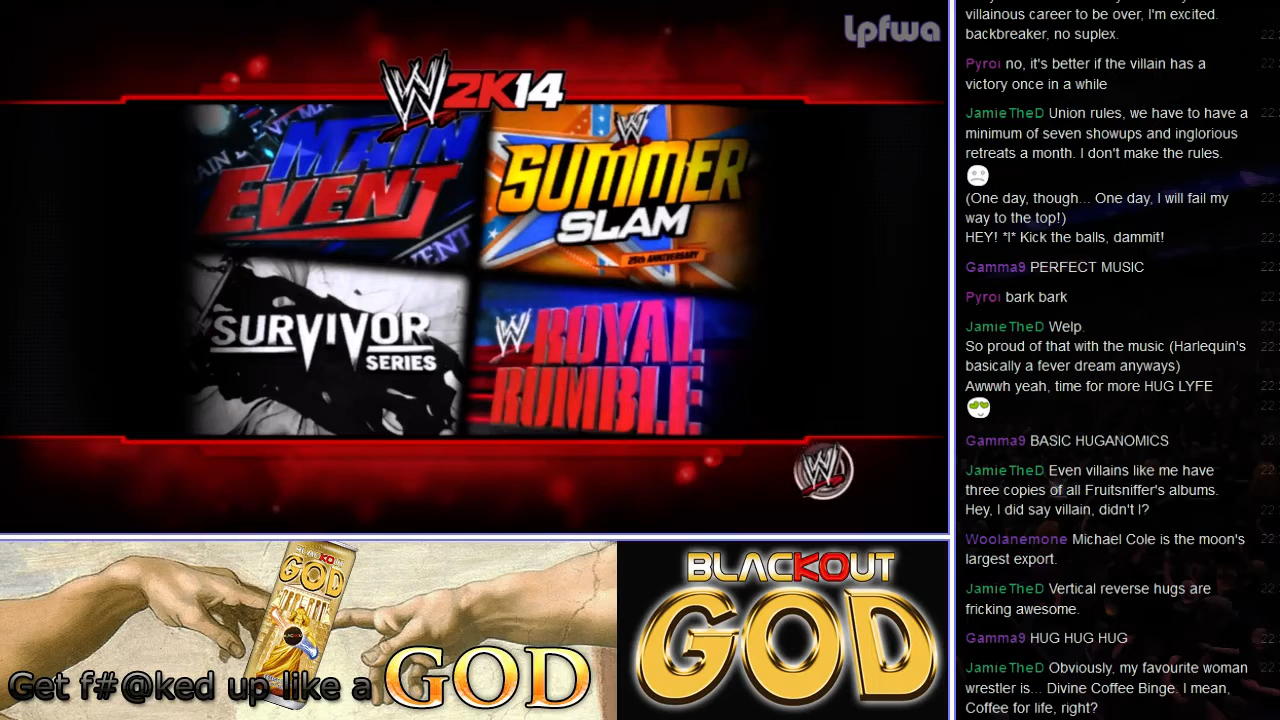 Lpfwa
W2K14
MAIN
EVENT
SUMMER
SLAM
25th ANNIVERSARY
SURVIVOR
SERIES
ROYAL
RUMBLE
BLACKOUT
GOD
Get f#@ked up like a GOD
BLACKOUT
GOD
villainous career to be over, I'm excited.
backbreaker, no suplex.
Pyroi no, it's better if the villain has a
victory once in a while
JamieTheD Union rules, we have to have a
minimum of seven showups and inglorious
retreats a month. I don't make the rules.
(One day, though... One day, I will fail my
way to the top!)
HEY! *I* Kick the balls, dammit!
Gamma9 PERFECT MUSIC
Pyroi bark bark
JamieTheD Welp.
So proud of that with the music (Harlequin's
basically a fever dream anyways)
Awwwh yeah, time for more HUG LYFE
Gamma9 BASIC HUGANOMICS
JamieTheD Even villains like me have
three copies of all Fruitsniffer's albums.
Hey, I did say villain, didn't I?
Woolanemone Michael Cole is the moon's
largest export.
JamieTheD Vertical reverse hugs are
fricking awesome.
Gamma9 HUG HUG HUG
JamieTheD Obviously, my favourite woman
wrestler is... Divine Coffee Binge. I mean,
Coffee for life, right?